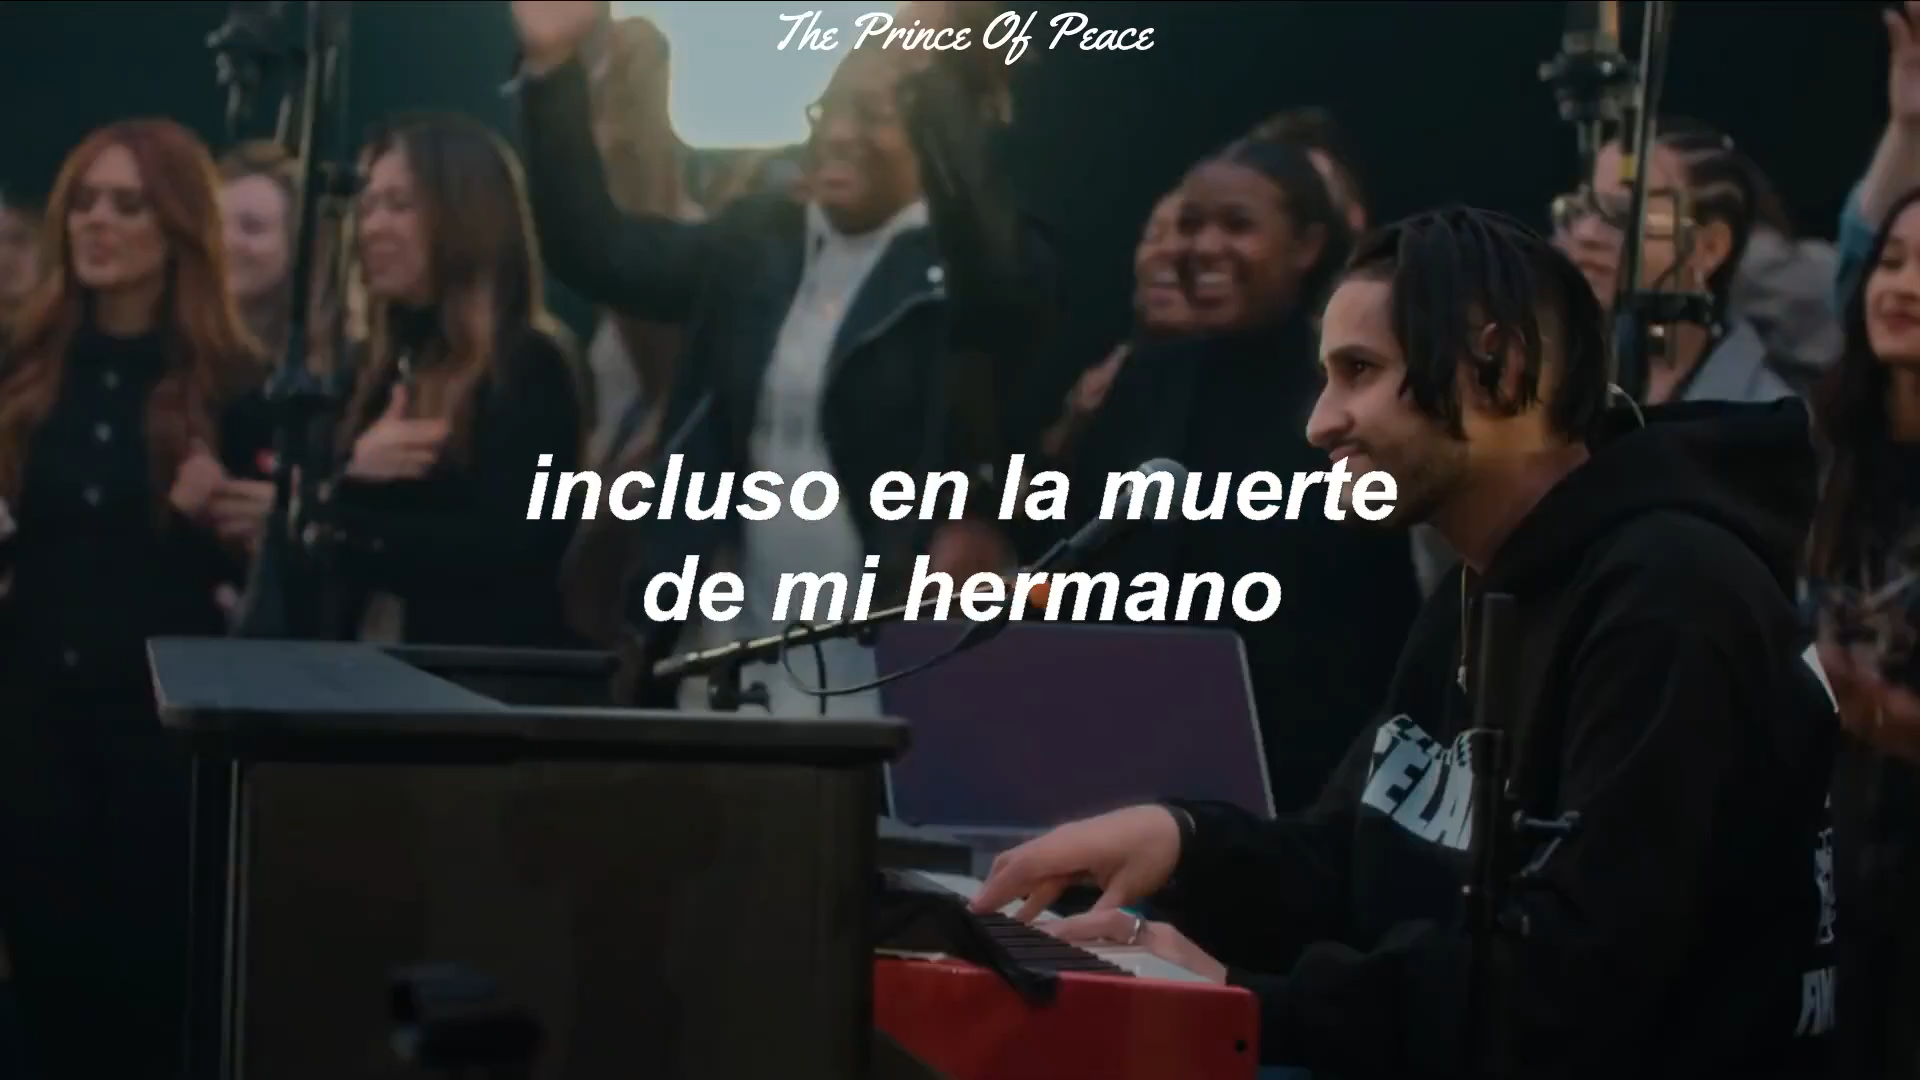 The Prince Of Peace
incluso en la muerte
de mi hermano